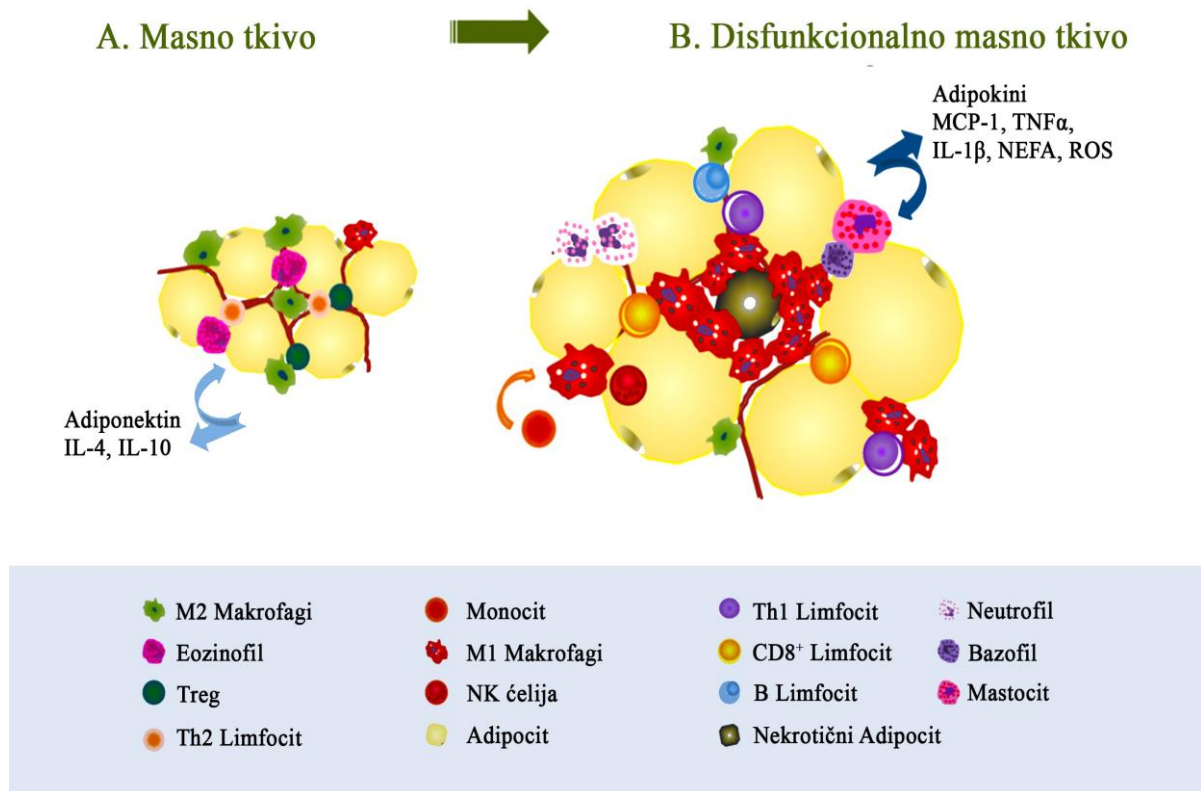 A. Masno tkivo
B. Disfunkcionalno masno tkivo
Adipokini
MCP-1, TNFα,
IL-1β, NEFA, ROS
Adiponektin
IL-4, IL-10
M2 Makrofagi
Eozinofil
Treg
Th2 Limfocit
Monocit
M1 Makrofagi
NK ćelija
Adipocit
Th1 Limfocit
CD8⁺ Limfocit
B Limfocit
Nekrotični Adipocit
Neutrofil
Bazofil
Mastocit